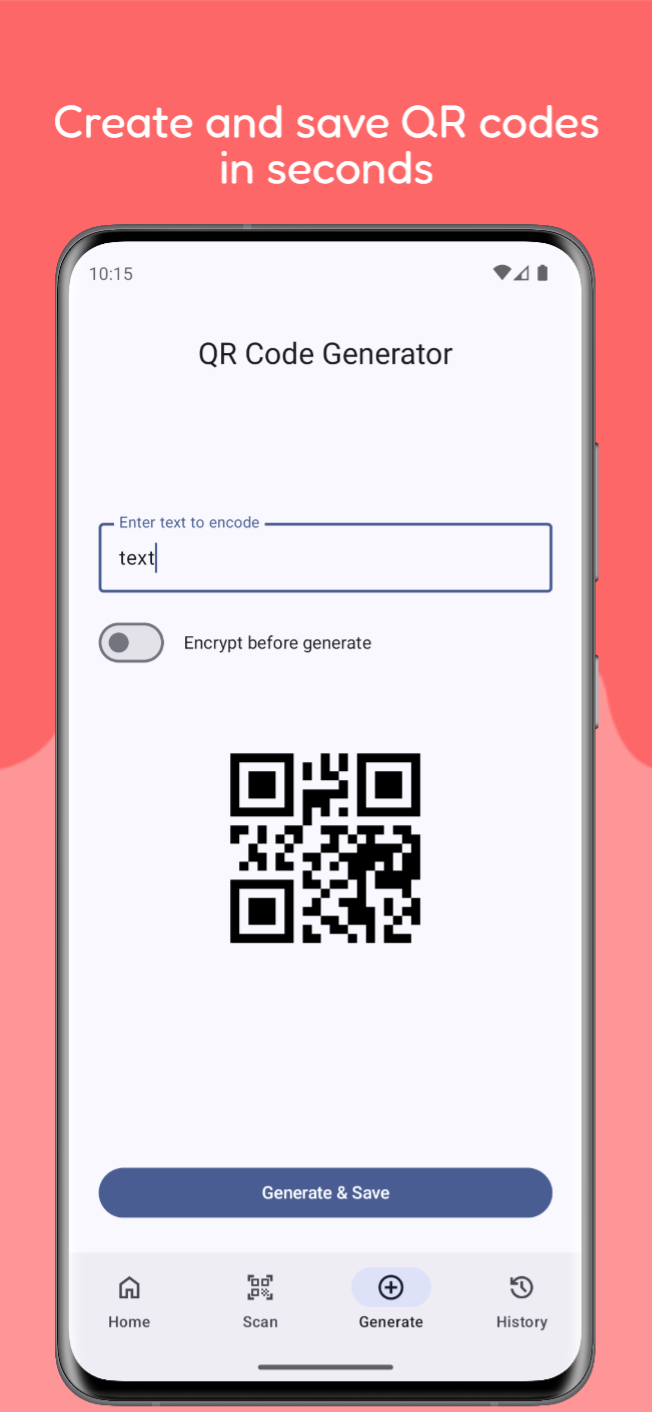 Create and save QR codes
in seconds
10:15
QR Code Generator
Enter text to encode
text
Encrypt before generate
Generate & Save
Home
Scan
Generate
History